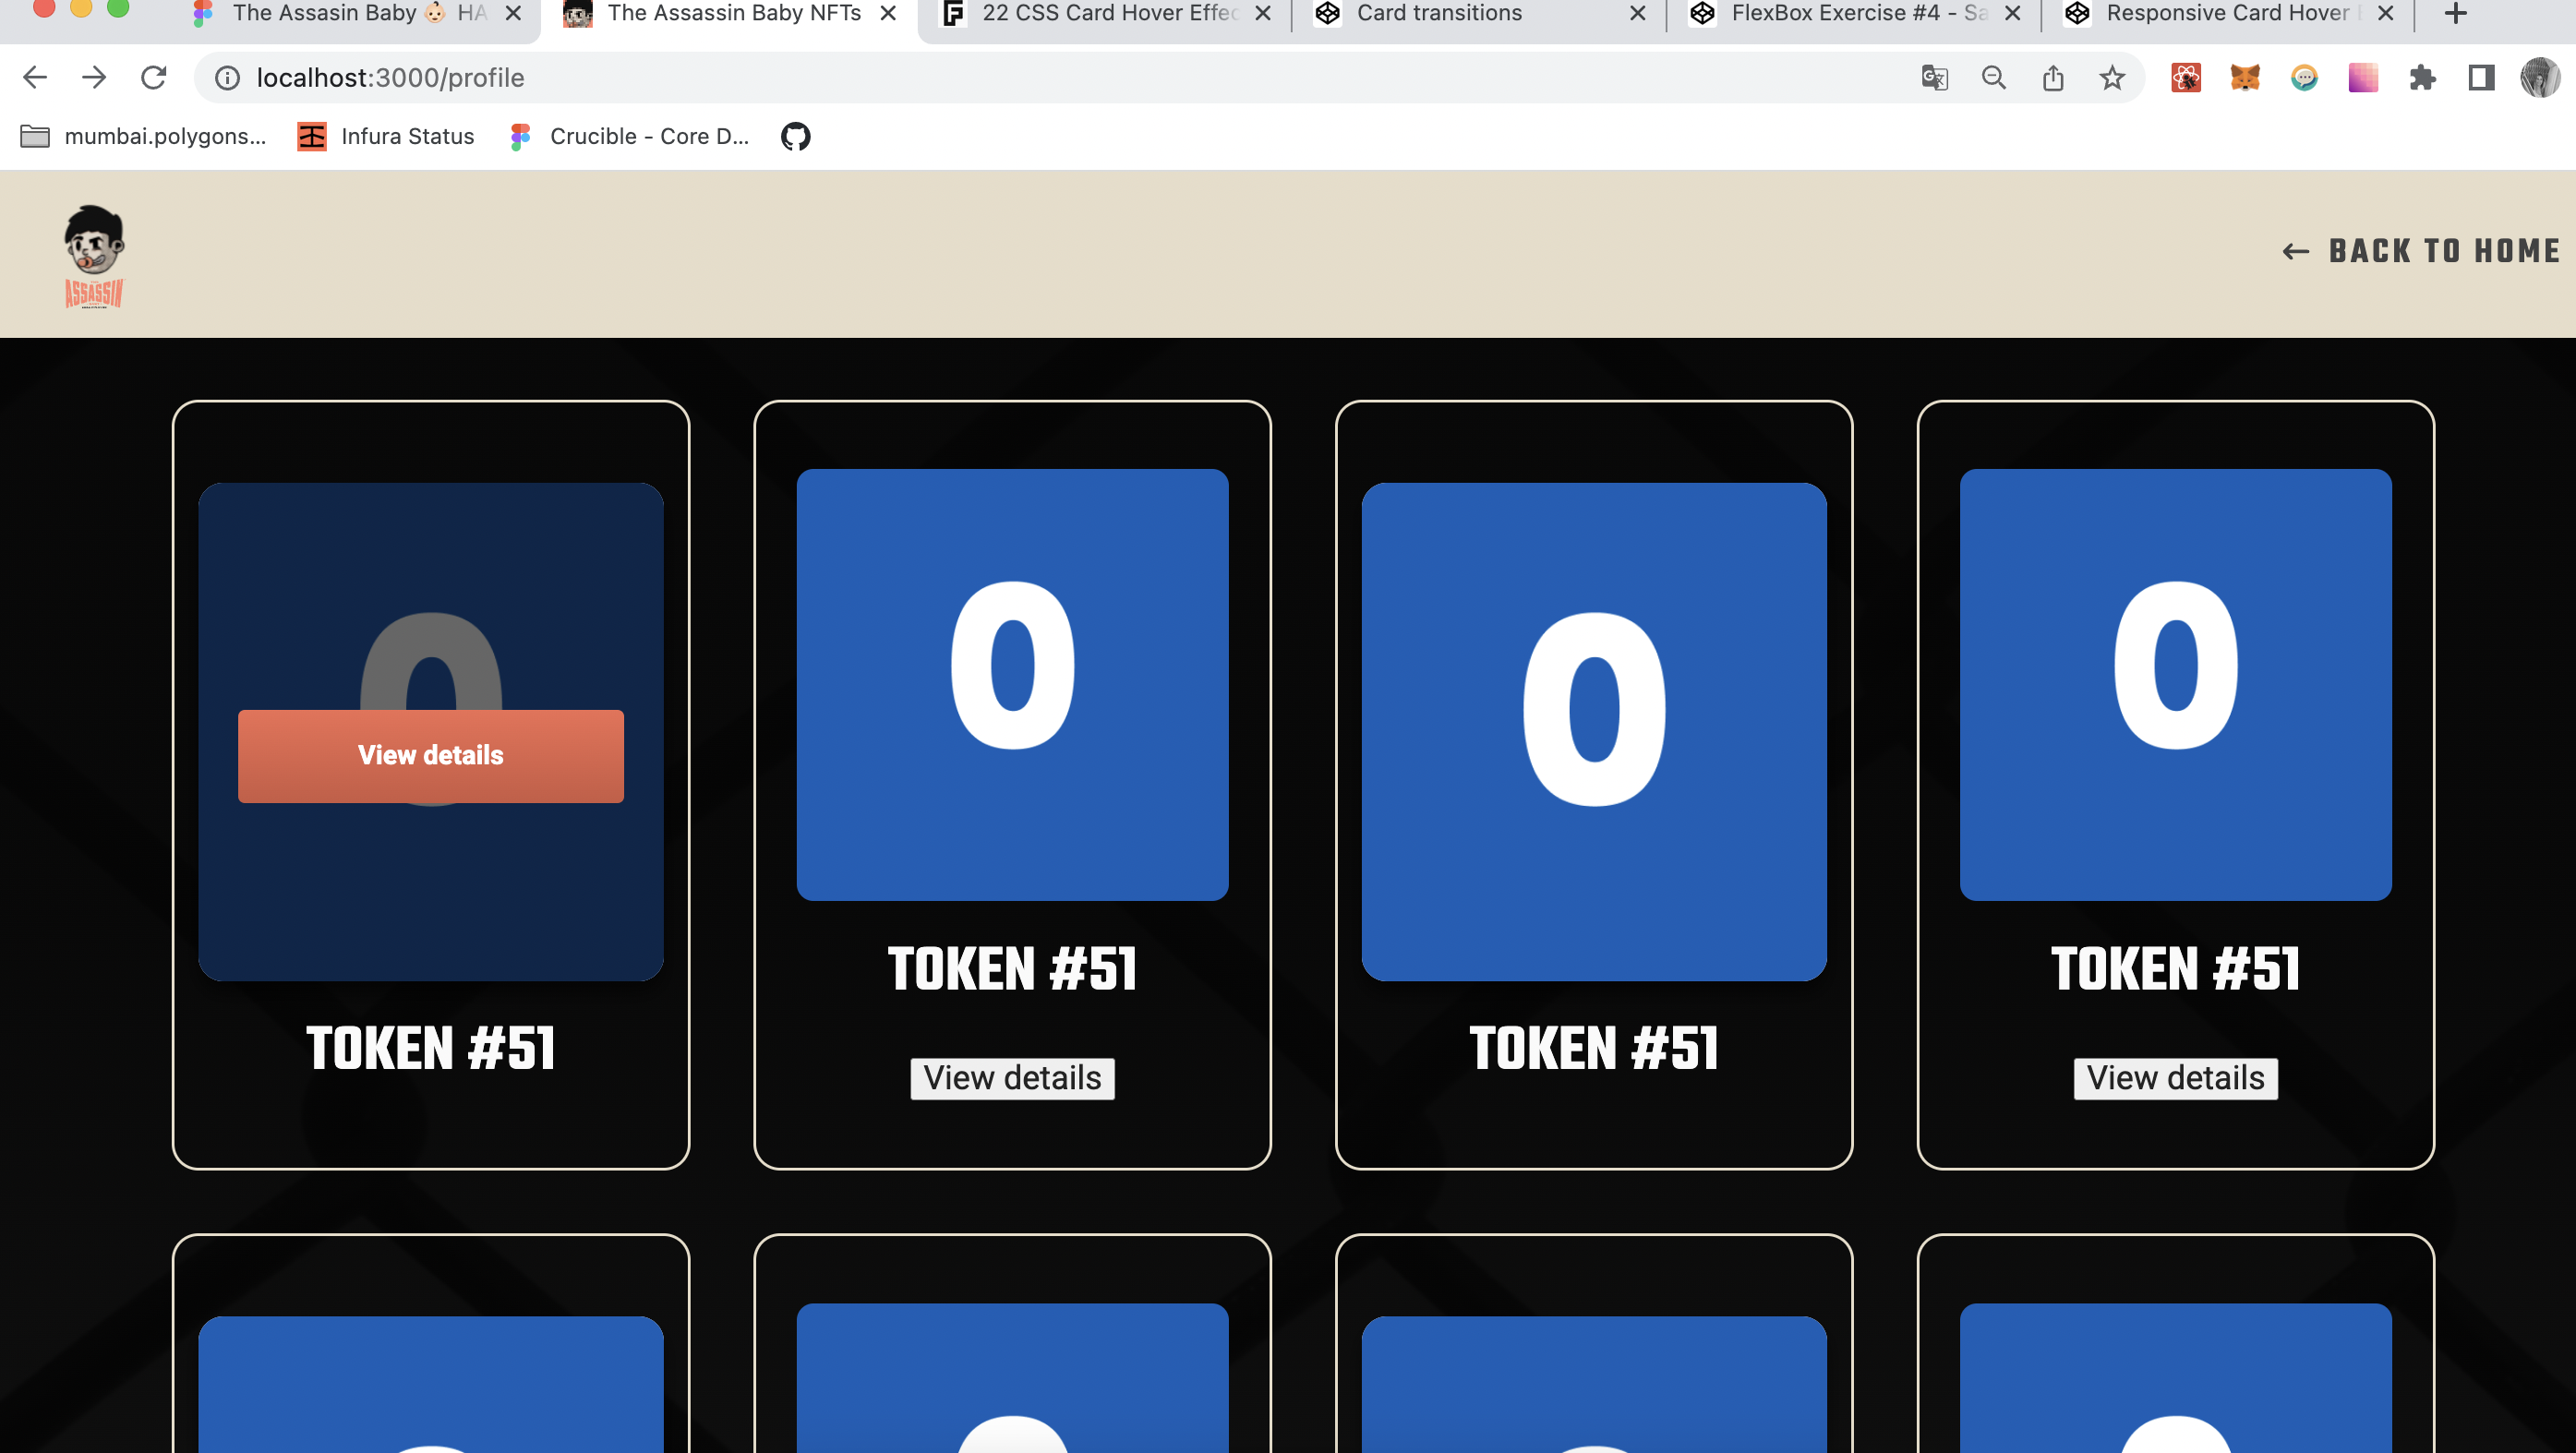 The Assasin Baby 👶🏻 HA
The Assassin Baby NFTs
22 CSS Card Hover Effec
Card transitions
FlexBox Exercise #4 - Sa
Responsive Card Hover
localhost:3000/profile
mumbai.polygons...
Infura Status
Crucible - Core D...
ASSASSIN
← BACK TO HOME
0
View details
TOKEN #51
0
TOKEN #51
View details
0
TOKEN #51
0
TOKEN #51
View details